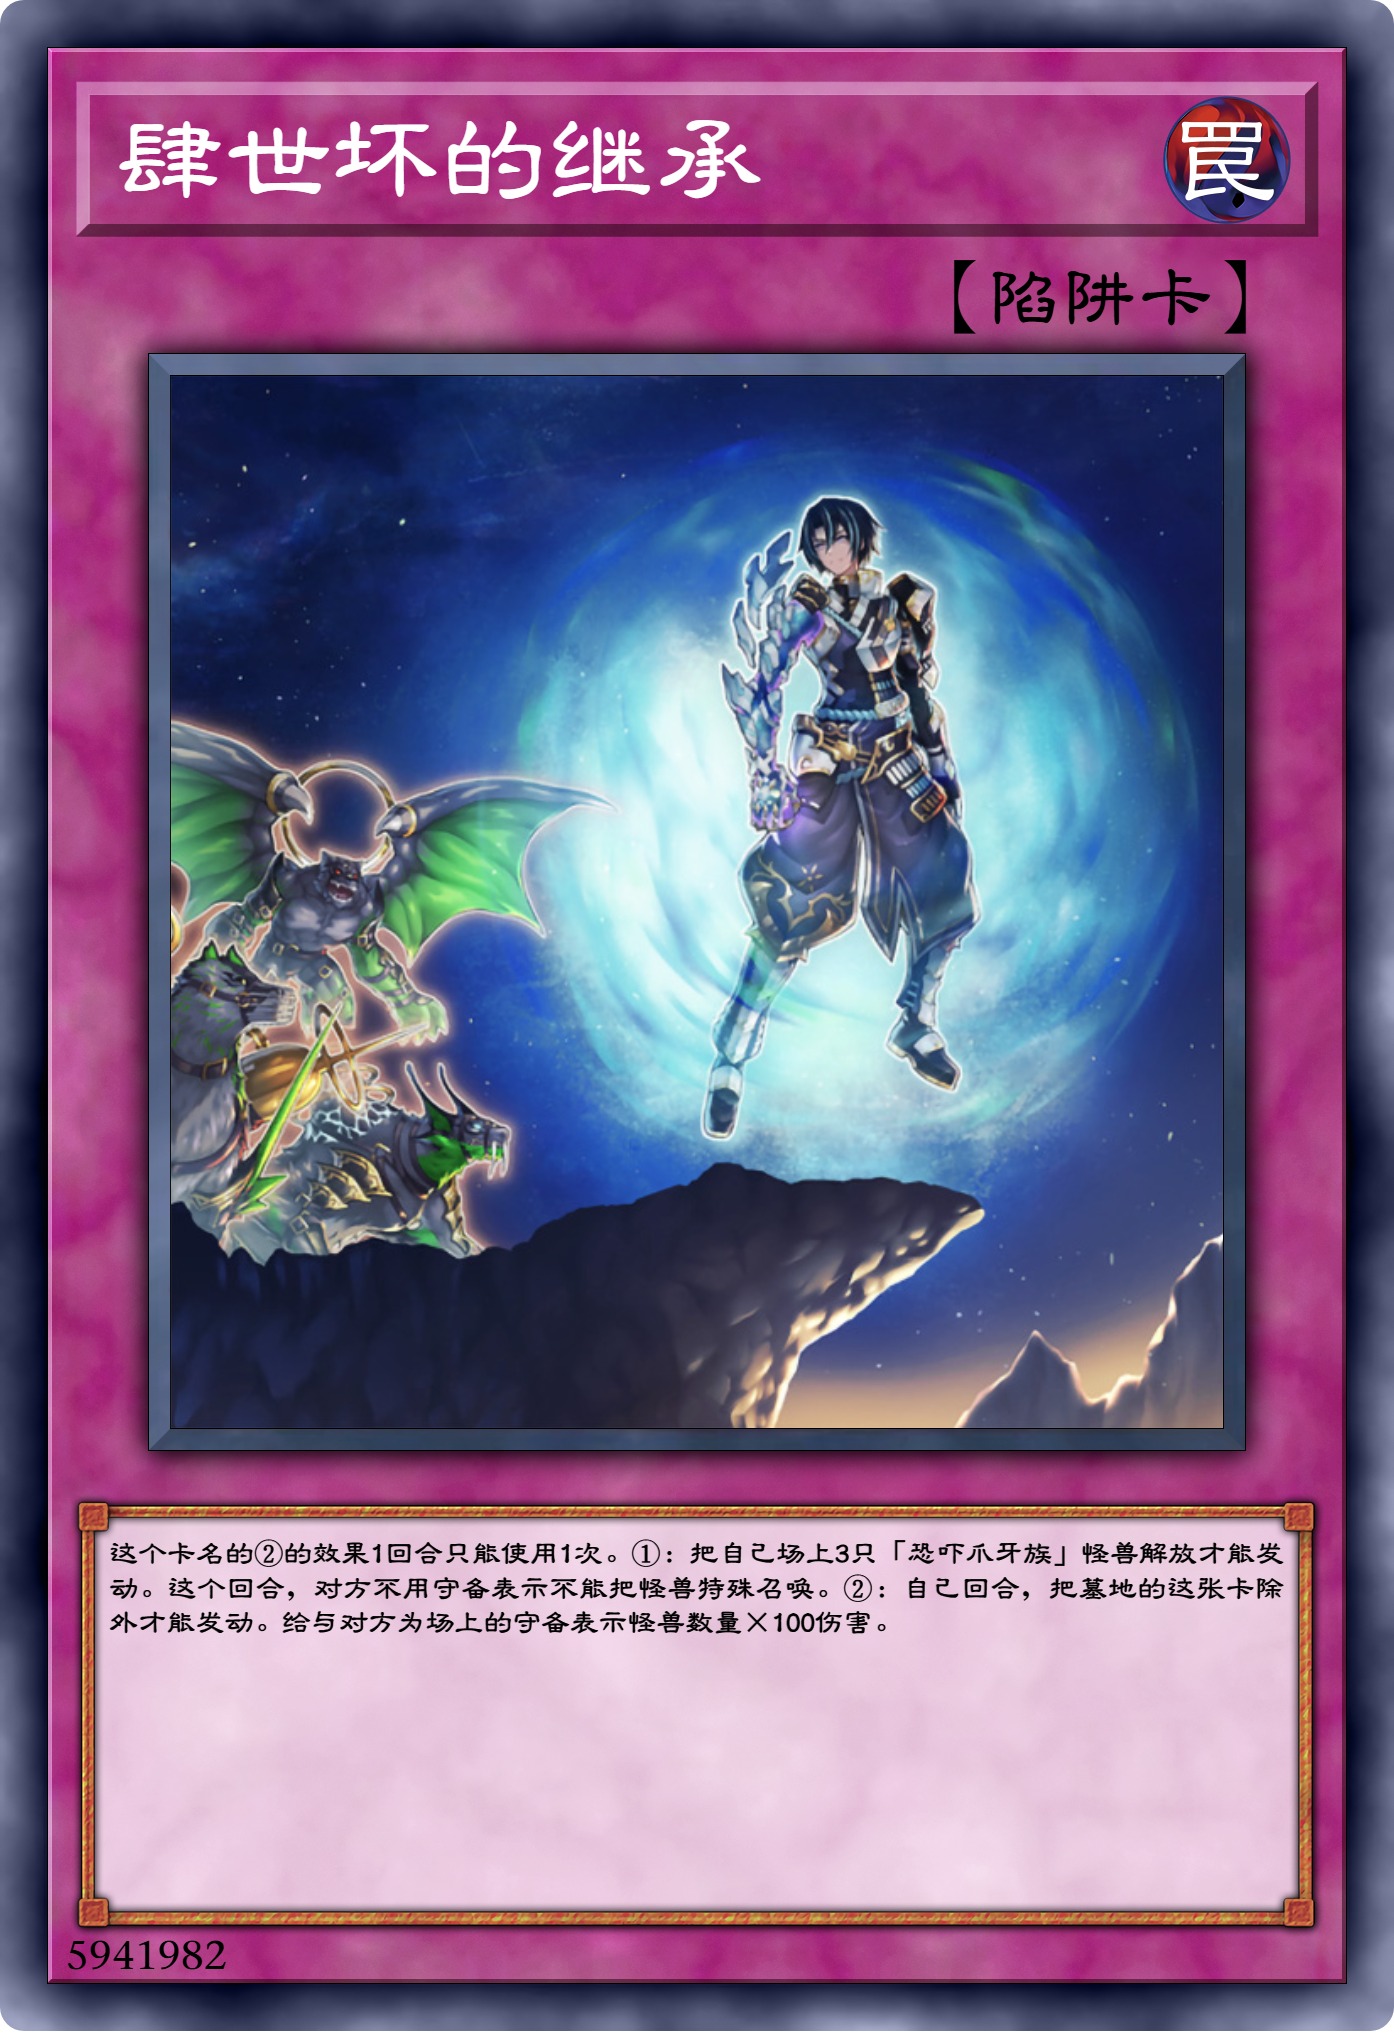 肆世坏的继承
罠
【陷阱卡】
这个卡名的②的效果1回合只能使用1次。①：把自己场上3只「恐吓爪牙族」怪兽解放才能发
动。这个回合，对方不用守备表示不能把怪兽特殊召唤。②：自己回合，把墓地的这张卡除
外才能发动。给与对方为场上的守备表示怪兽数量×100伤害。
5941982